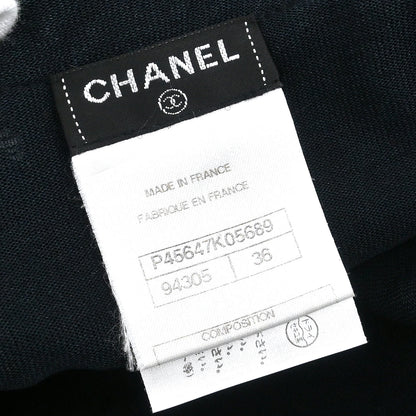 CHANEL
MADE IN FRANCE
FABRIQUE EN FRANCE
P45647K05689
94305 36
COMPOSITION